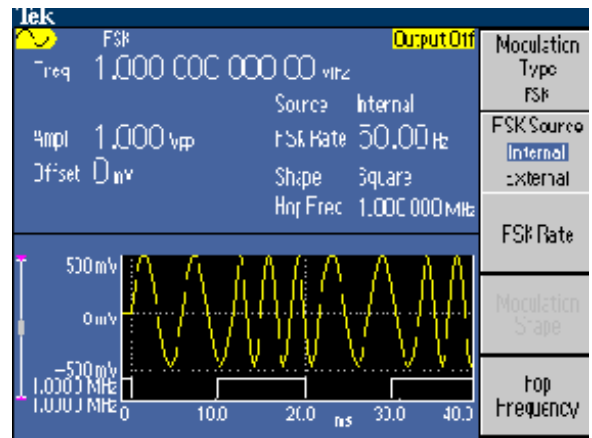 Tek
FSK
Output Off
Freq 1.000 000 000 00 MHz
Source Internal
Ampl 1.000 Vpp
FSK Rate 50.00 Hz
Offset 0 mV
Shape Square
Hop Freq 1.000 000 MHz
500 mV
0 mV
-500 mV
1.0000 MHz
1.0000 MHz
0 10.0 20.0 ms 30.0 40.0
Modulation
Type
FSK
FSK Source
Internal
External
FSK Rate
Modulation
Shape
Hop
Frequency